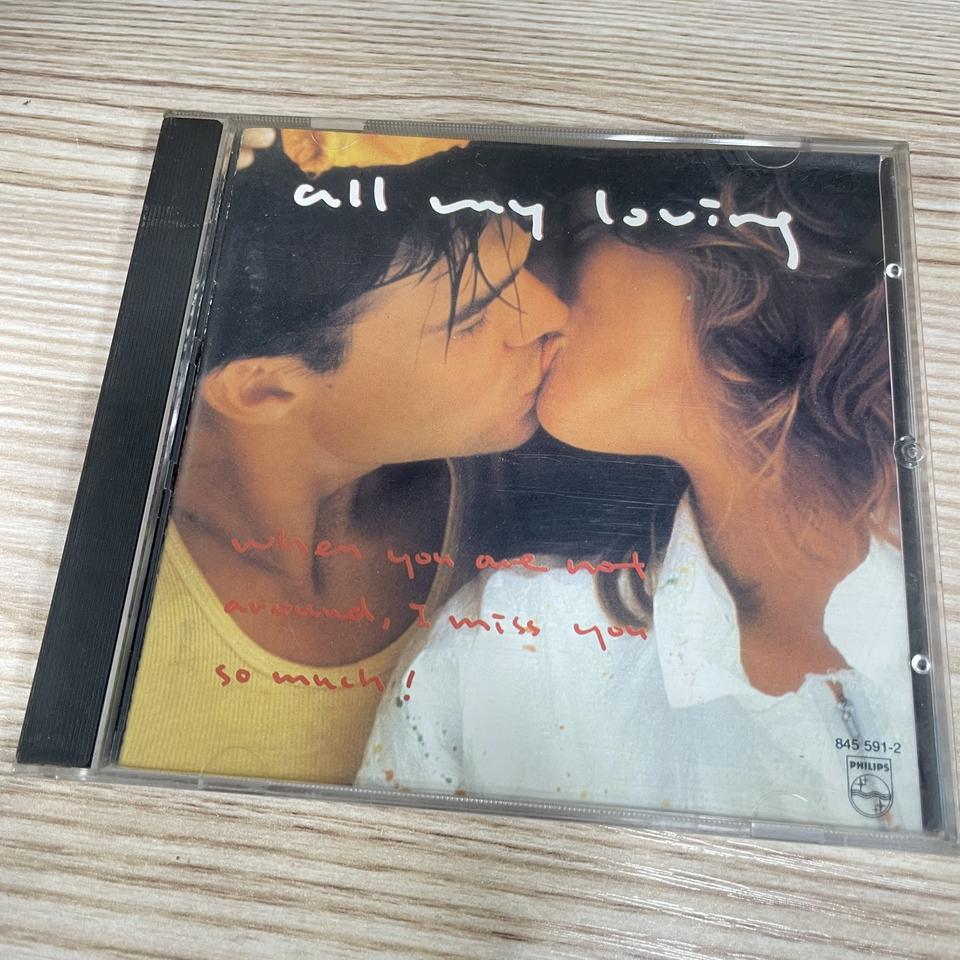 all my loving
when you are not
around, I miss you
so much!
845 591-2
PHILIPS